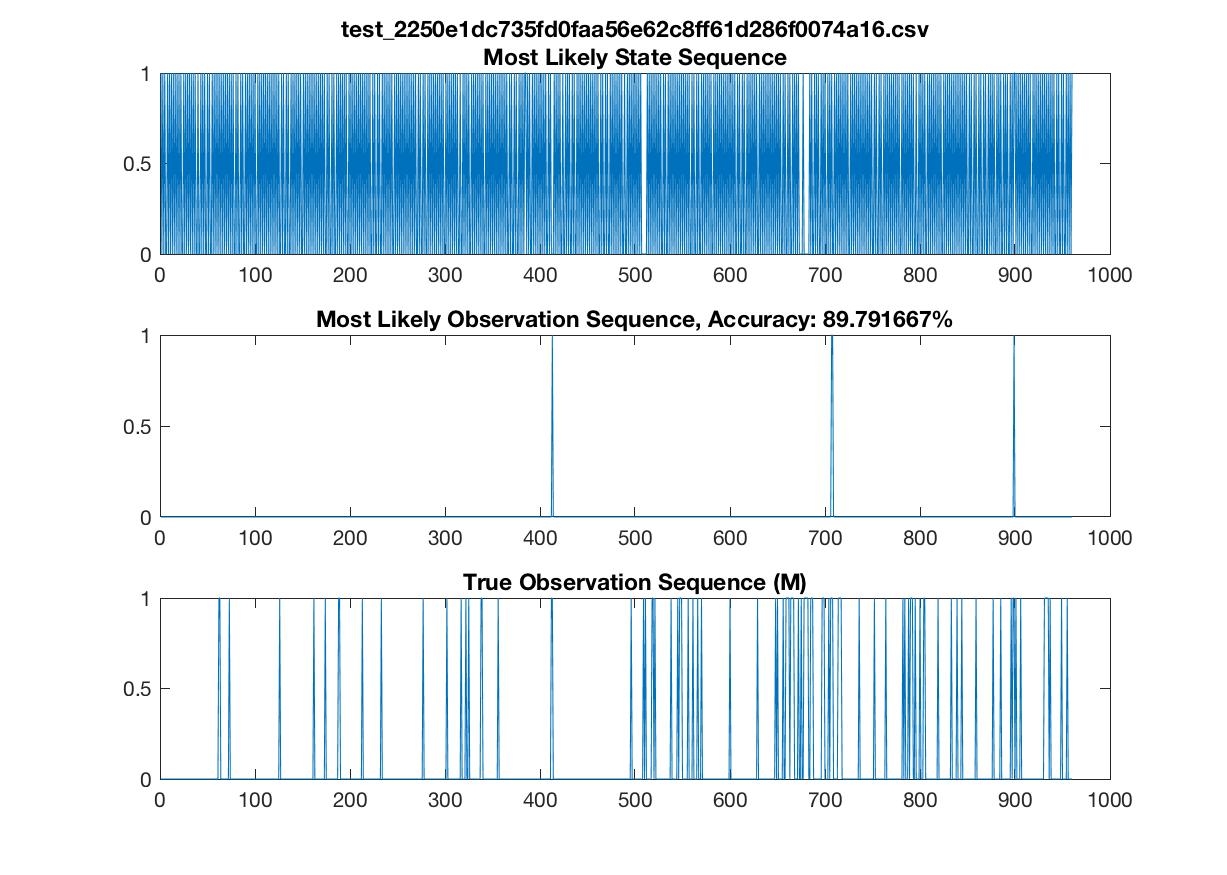 test_2250e1dc735fd0faa56e62c8ff61d286f0074a16.csv
Most Likely State Sequence
1
0.5
0
0 100 200 300 400 500 600 700 800 900 1000
Most Likely Observation Sequence, Accuracy: 89.791667%
1
0.5
0
0 100 200 300 400 500 600 700 800 900 1000
True Observation Sequence (M)
1
0.5
0
0 100 200 300 400 500 600 700 800 900 1000